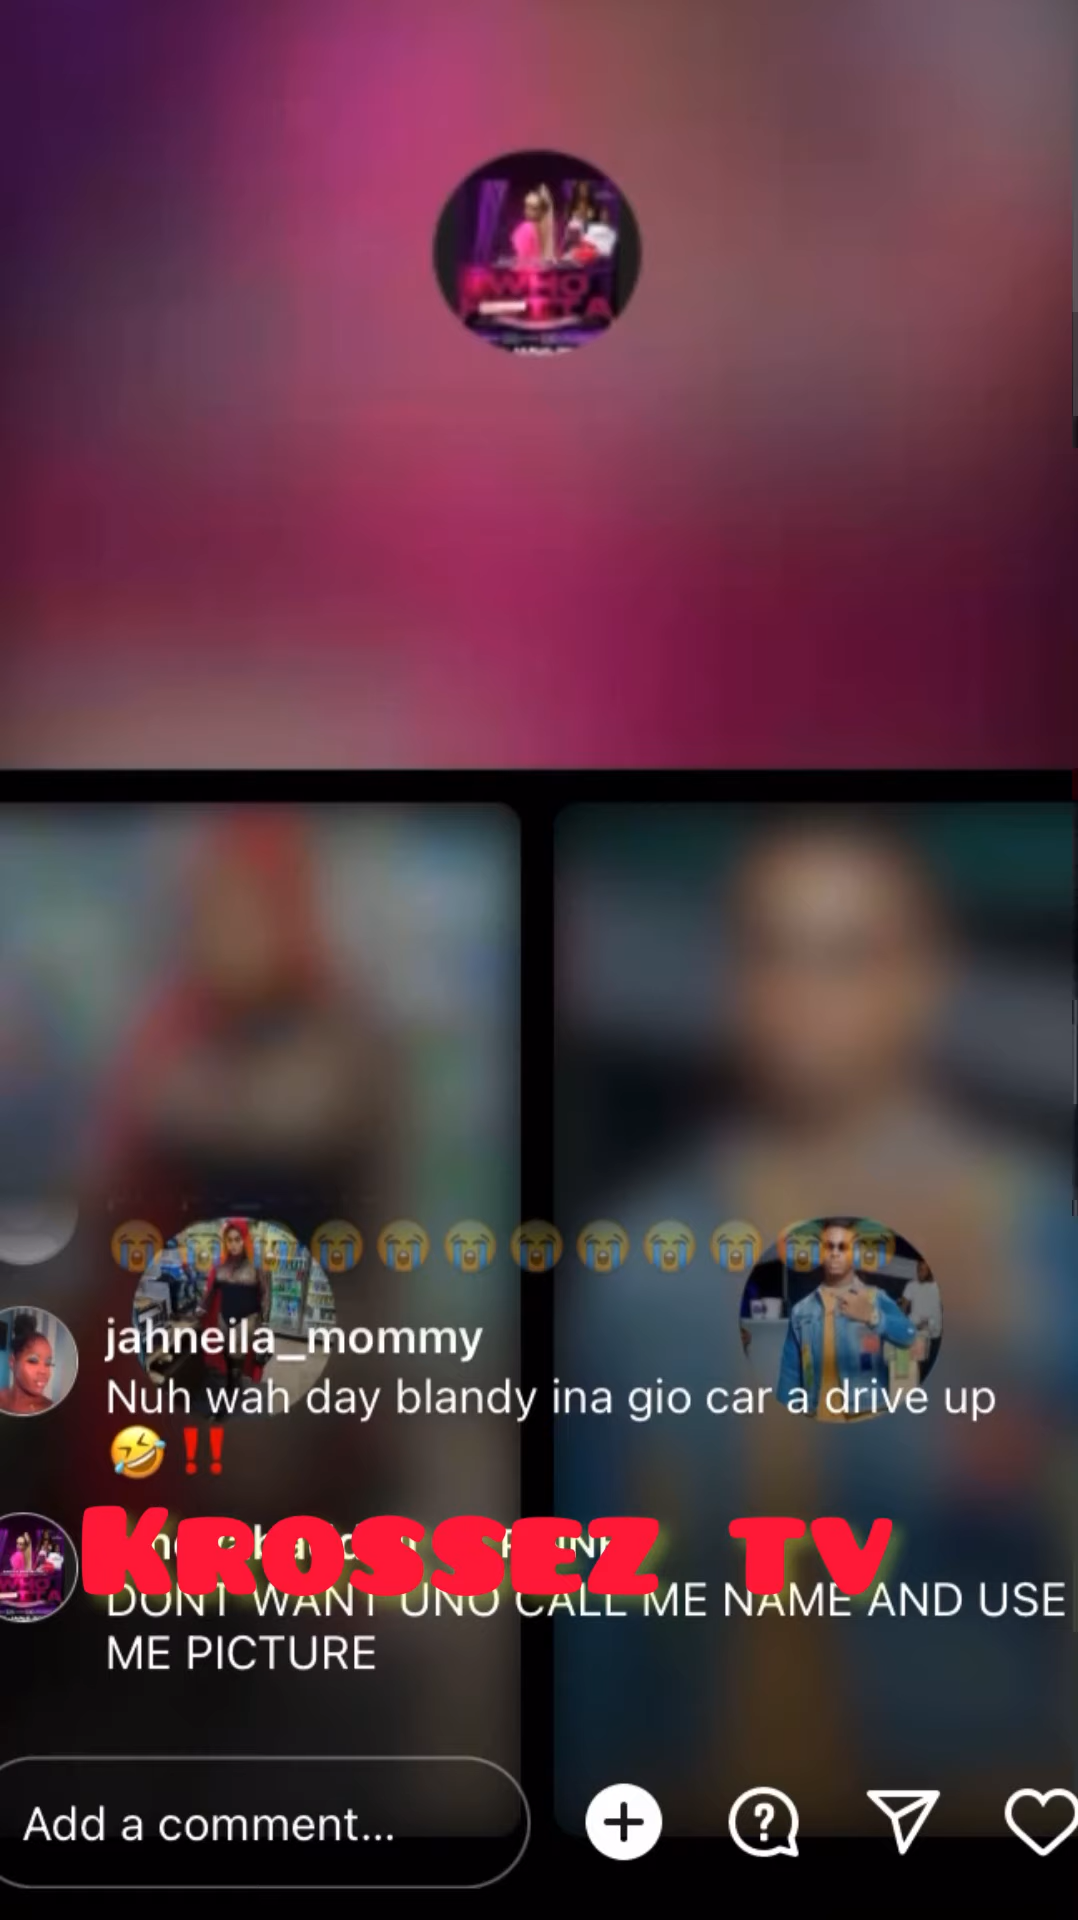 WHO
😭😭😭😭😭😭😭😭😭😭😭😭
jahneila_mommy
Nuh wah day blandy ina gio car a drive up
🤣‼️
KROSSEZ TV
DONT WANT UNO CALL ME NAME AND USE
ME PICTURE
Add a comment...